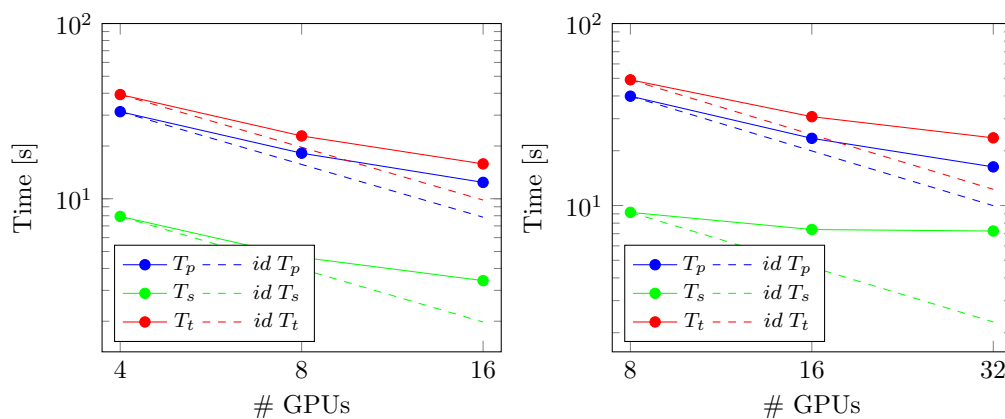 10^2
10^1
Time [s]
4 8 16
# GPUs
T_p id T_p
T_s id T_s
T_t id T_t
10^2
10^1
Time [s]
8 16 32
# GPUs
T_p id T_p
T_s id T_s
T_t id T_t